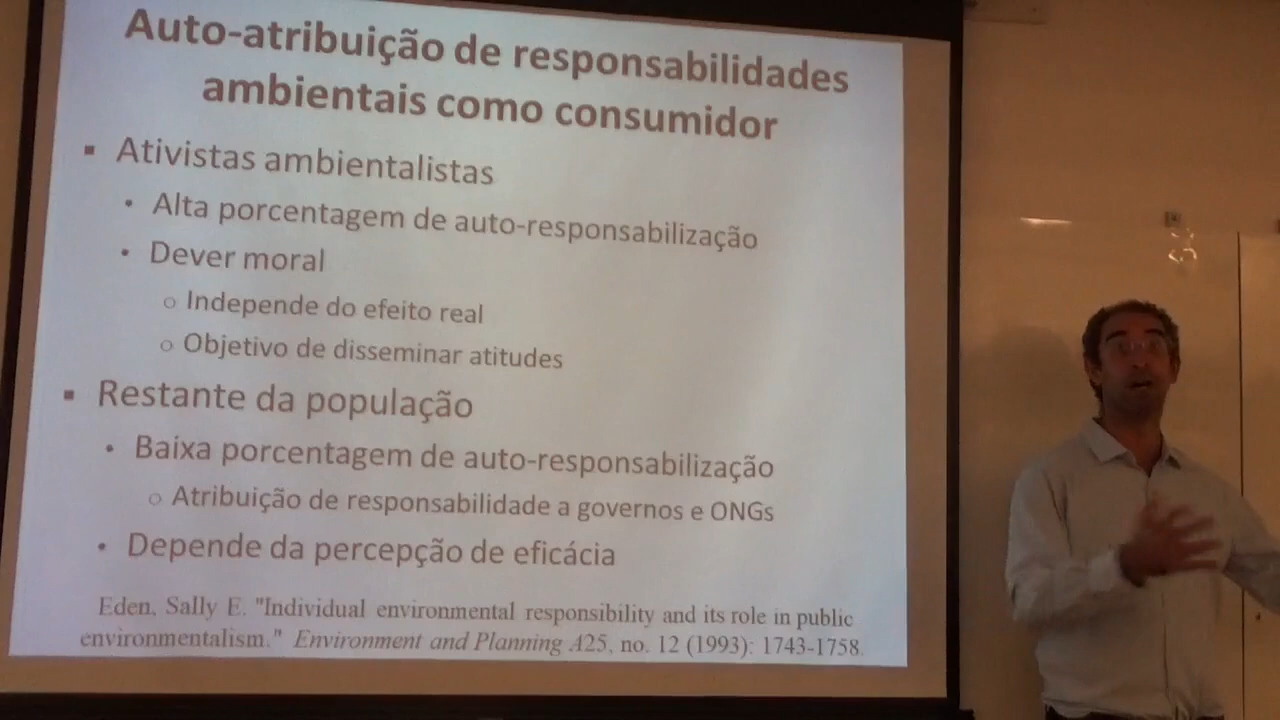 Auto-atribuição de responsabilidades
ambientais como consumidor
▪ Ativistas ambientalistas
• Alta porcentagem de auto-responsabilização
• Dever moral
○ Independe do efeito real
○ Objetivo de disseminar atitudes
▪ Restante da população
• Baixa porcentagem de auto-responsabilização
○ Atribuição de responsabilidade a governos e ONGs
• Depende da percepção de eficácia
Eden, Sally E. "Individual environmental responsibility and its role in public
environmentalism." Environment and Planning A25, no. 12 (1993): 1743-1758.